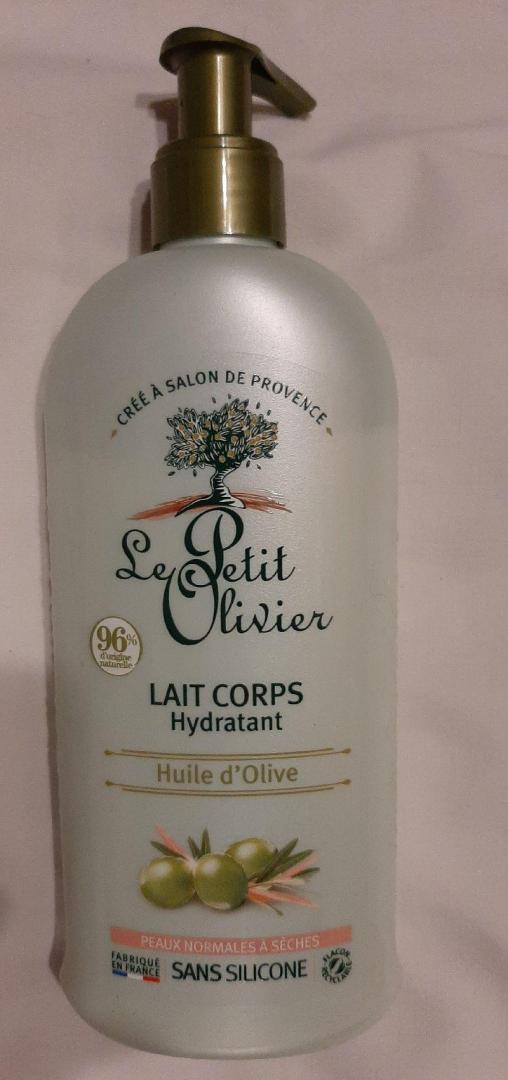 CRÉÉ À SALON DE PROVENCE
Le Petit
Olivier
96%
d'origine
naturelle
LAIT CORPS
Hydratant
Huile d'Olive
PEAUX NORMALES À SÈCHES
FABRIQUÉ
EN FRANCE
SANS SILICONE
FLACON
RECYCLABLE